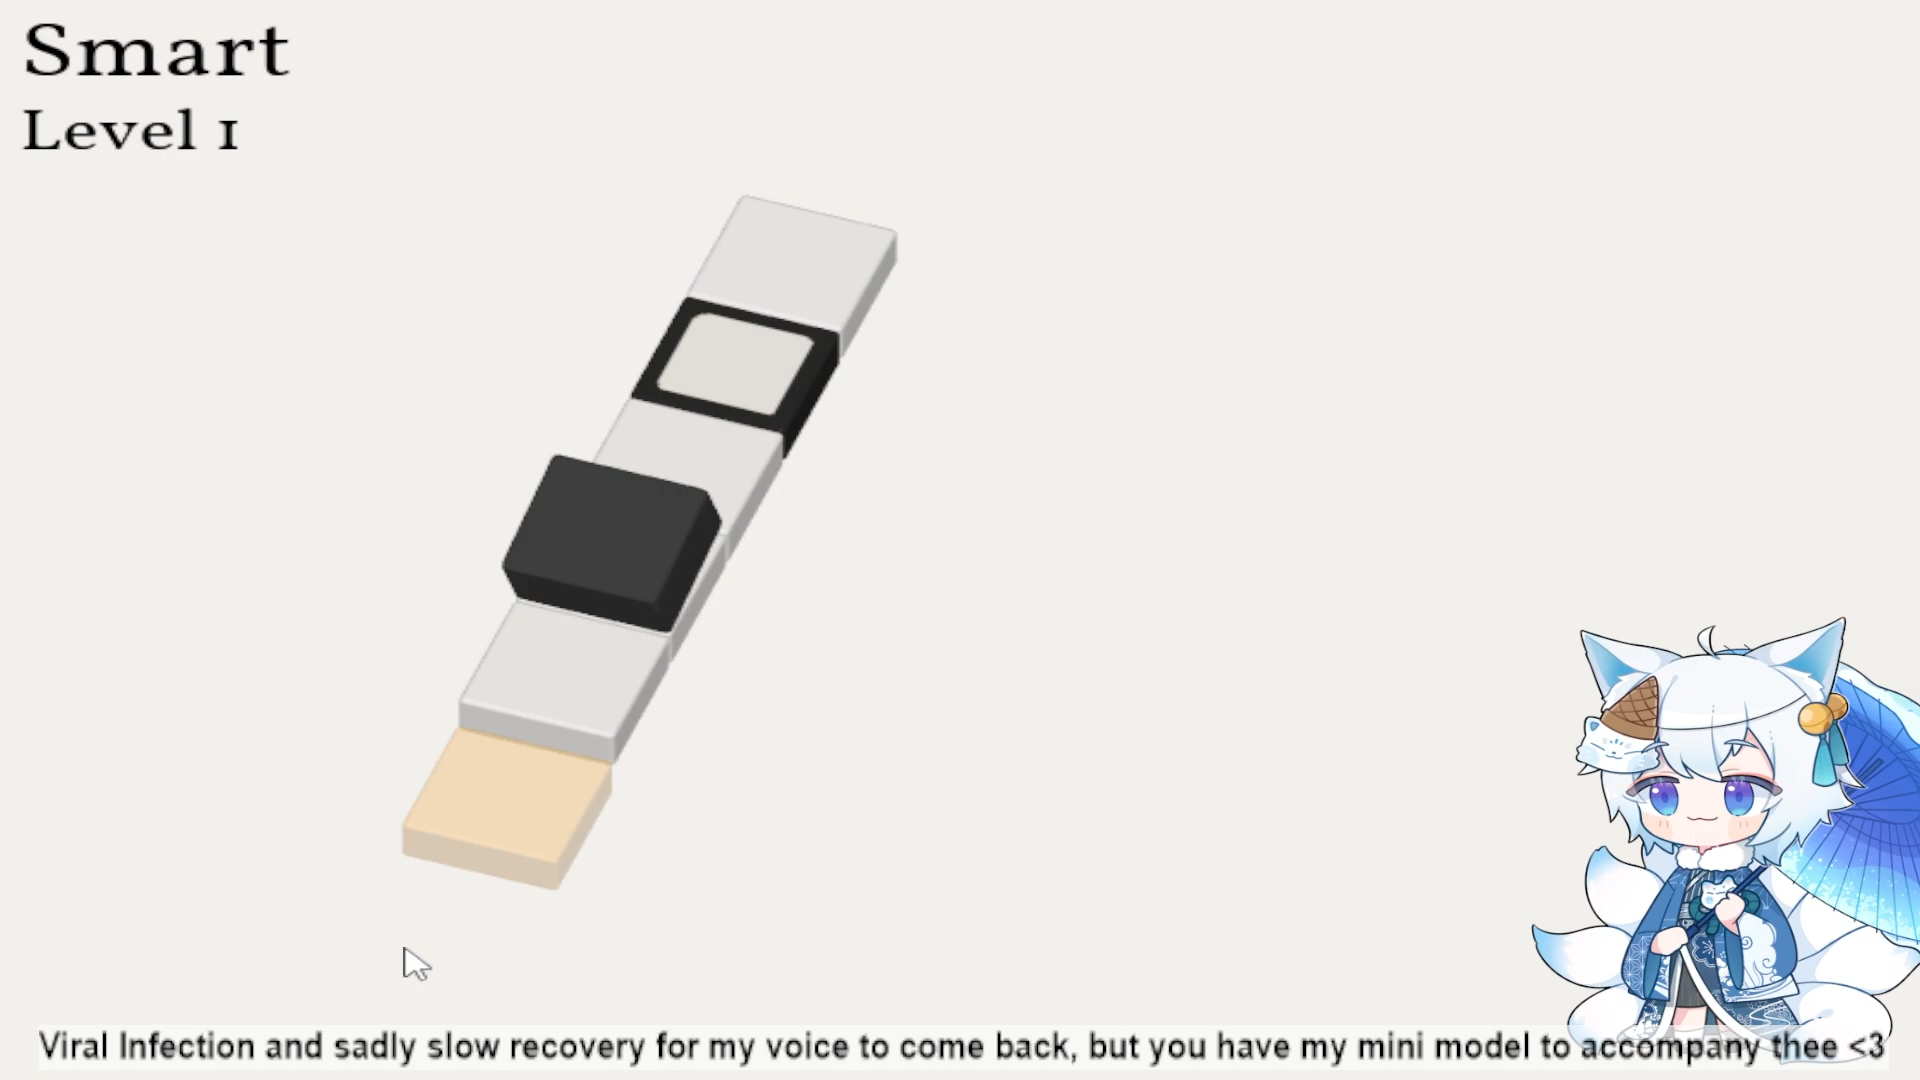 Smart
Level 1
Viral Infection and sadly slow recovery for my voice to come back, but you have my mini model to accompany thee <3